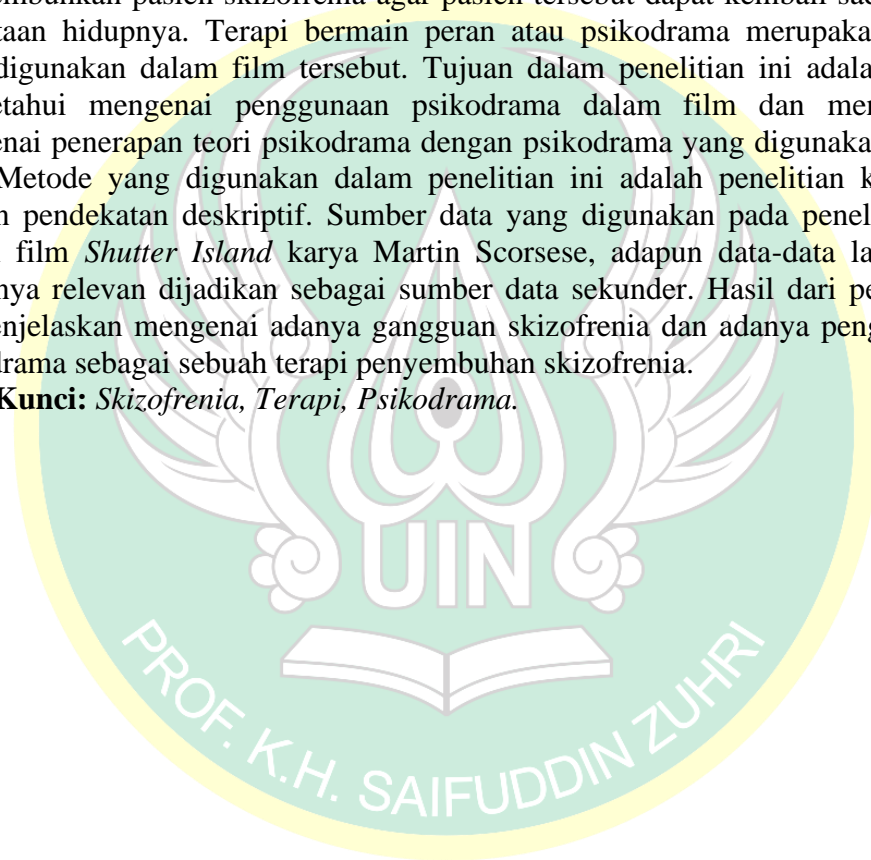 mbuhkan pasien skizofrenia agar pasien tersebut dapat kembali
taan hidupnya. Terapi bermain peran atau psikodrama merupaka
digunakan dalam film tersebut. Tujuan dalam penelitian ini adala
etahui mengenai penggunaan psikodrama dalam film dan men
enai penerapan teori psikodrama dengan psikodrama yang digunaka
Metode yang digunakan dalam penelitian ini adalah penelitian k
n pendekatan deskriptif. Sumber data yang digunakan pada penel
film Shutter Island karya Martin Scorsese, adapun data-data la
nya relevan dijadikan sebagai sumber data sekunder. Hasil dari pe
enjelaskan mengenai adanya gangguan skizofrenia dan adanya peng
drama sebagai sebuah terapi penyembuhan skizofrenia.
Kunci: Skizofrenia, Terapi, Psikodrama.
UIN
PROF. K.H. SAIFUDDIN ZUHRI